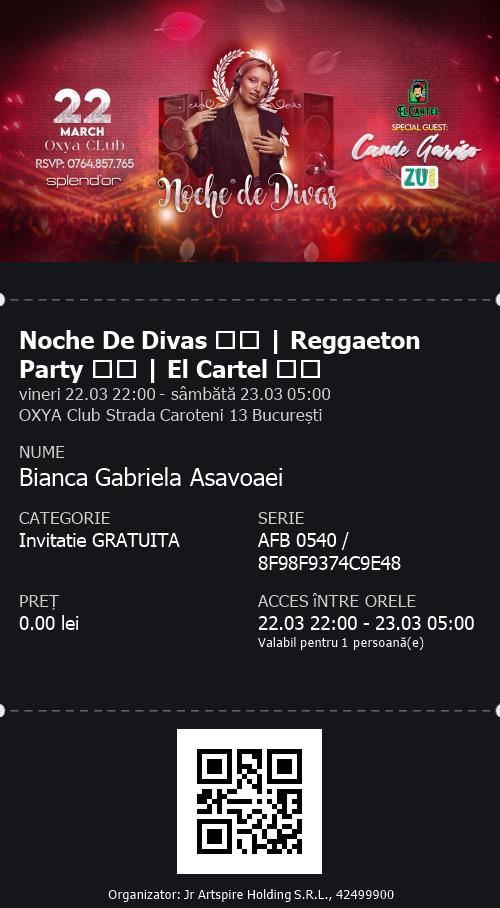 22
MARCH
Oxya CLub
RSVP: 0764.857.765
splend'or
Noche de Divas
EL CARTEL
SPECIAL GUEST:
ZU
Noche De Divas □□ | Reggaeton
Party □□ | El Cartel □□
vineri 22.03 22:00 - sâmbătă 23.03 05:00
OXYA Club Strada Caroteni 13 București
NUME
Bianca Gabriela Asavoaei
CATEGORIE
Invitatie GRATUITA
SERIE
AFB 0540 /
8F98F9374C9E48
PREȚ
0.00 lei
ACCES ÎNTRE ORELE
22.03 22:00 - 23.03 05:00
Valabil pentru 1 persoană(e)
Organizator: Jr Artspire Holding S.R.L., 42499900